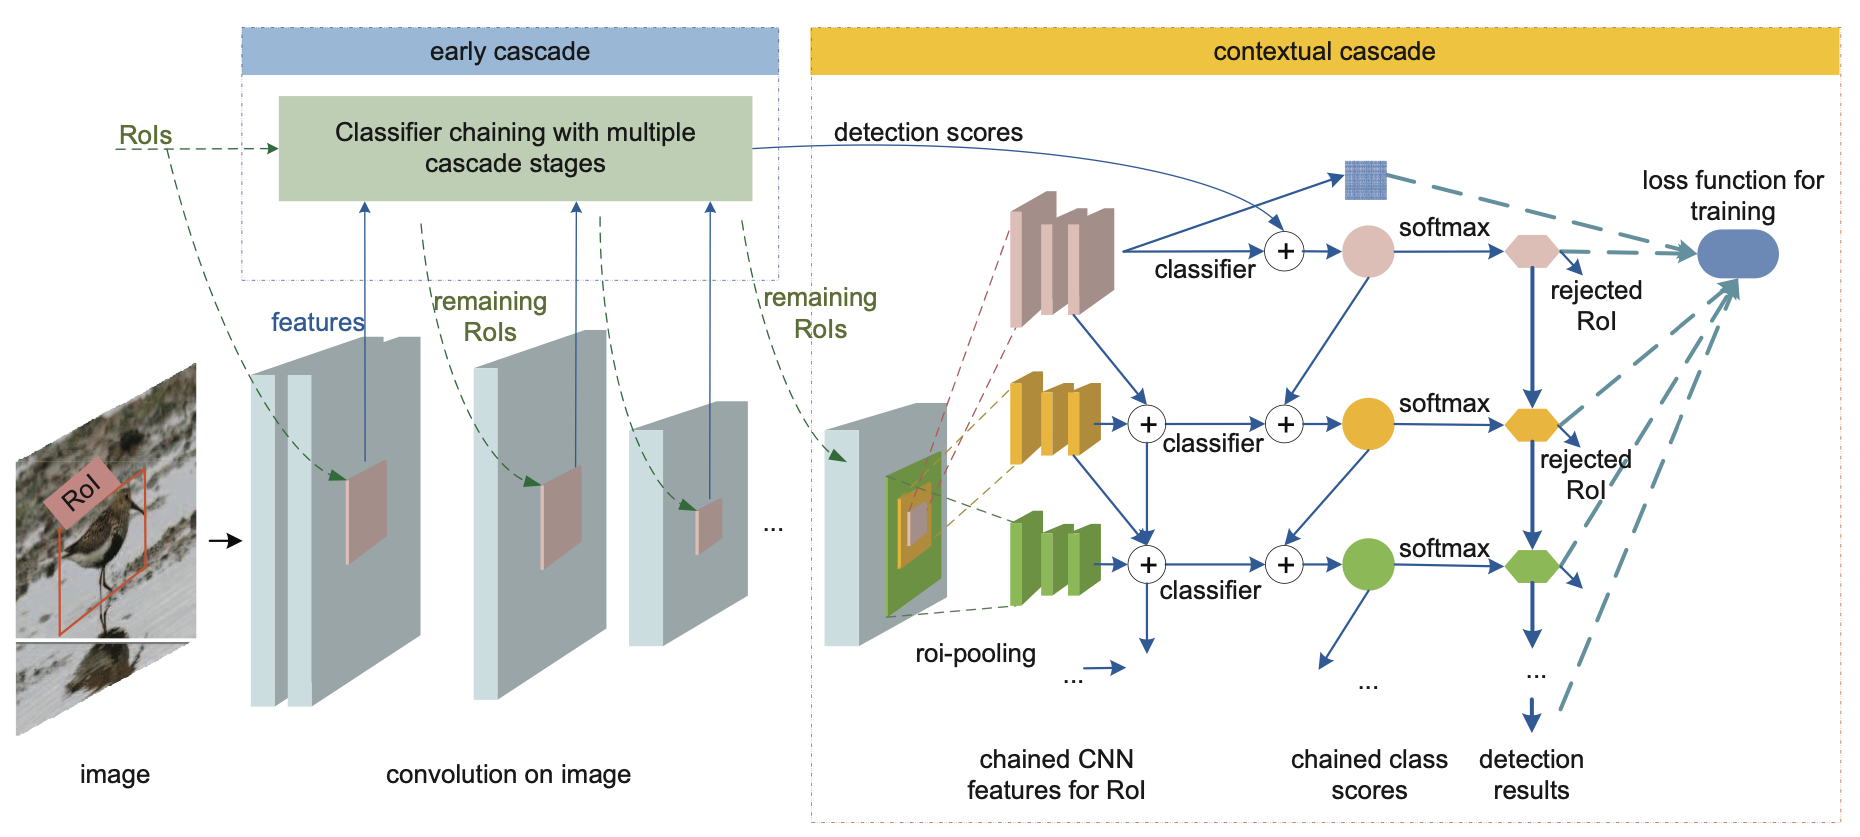 early cascade
contextual cascade
RoIs
Classifier chaining with multiple
cascade stages
detection scores
loss function for
training
softmax
classifier
rejected
RoI
features
remaining
RoIs
remaining
RoIs
softmax
classifier
rejected
RoI
RoI
...
softmax
classifier
roi-pooling
...
...
...
image
convolution on image
chained CNN
features for RoI
chained class
scores
detection
results